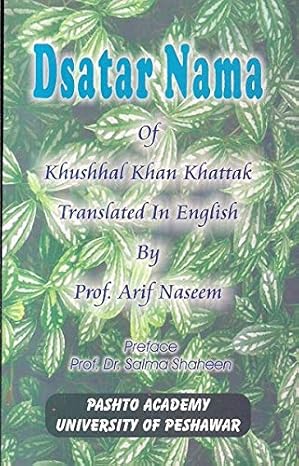 Dsatar Nama
Of
Khushhal Khan Khattak
Translated In English
By
Prof. Arif Naseem
Preface
Prof. Dr. Salma Shaheen
PASHTO ACADEMY
UNIVERSITY OF PESHAWAR